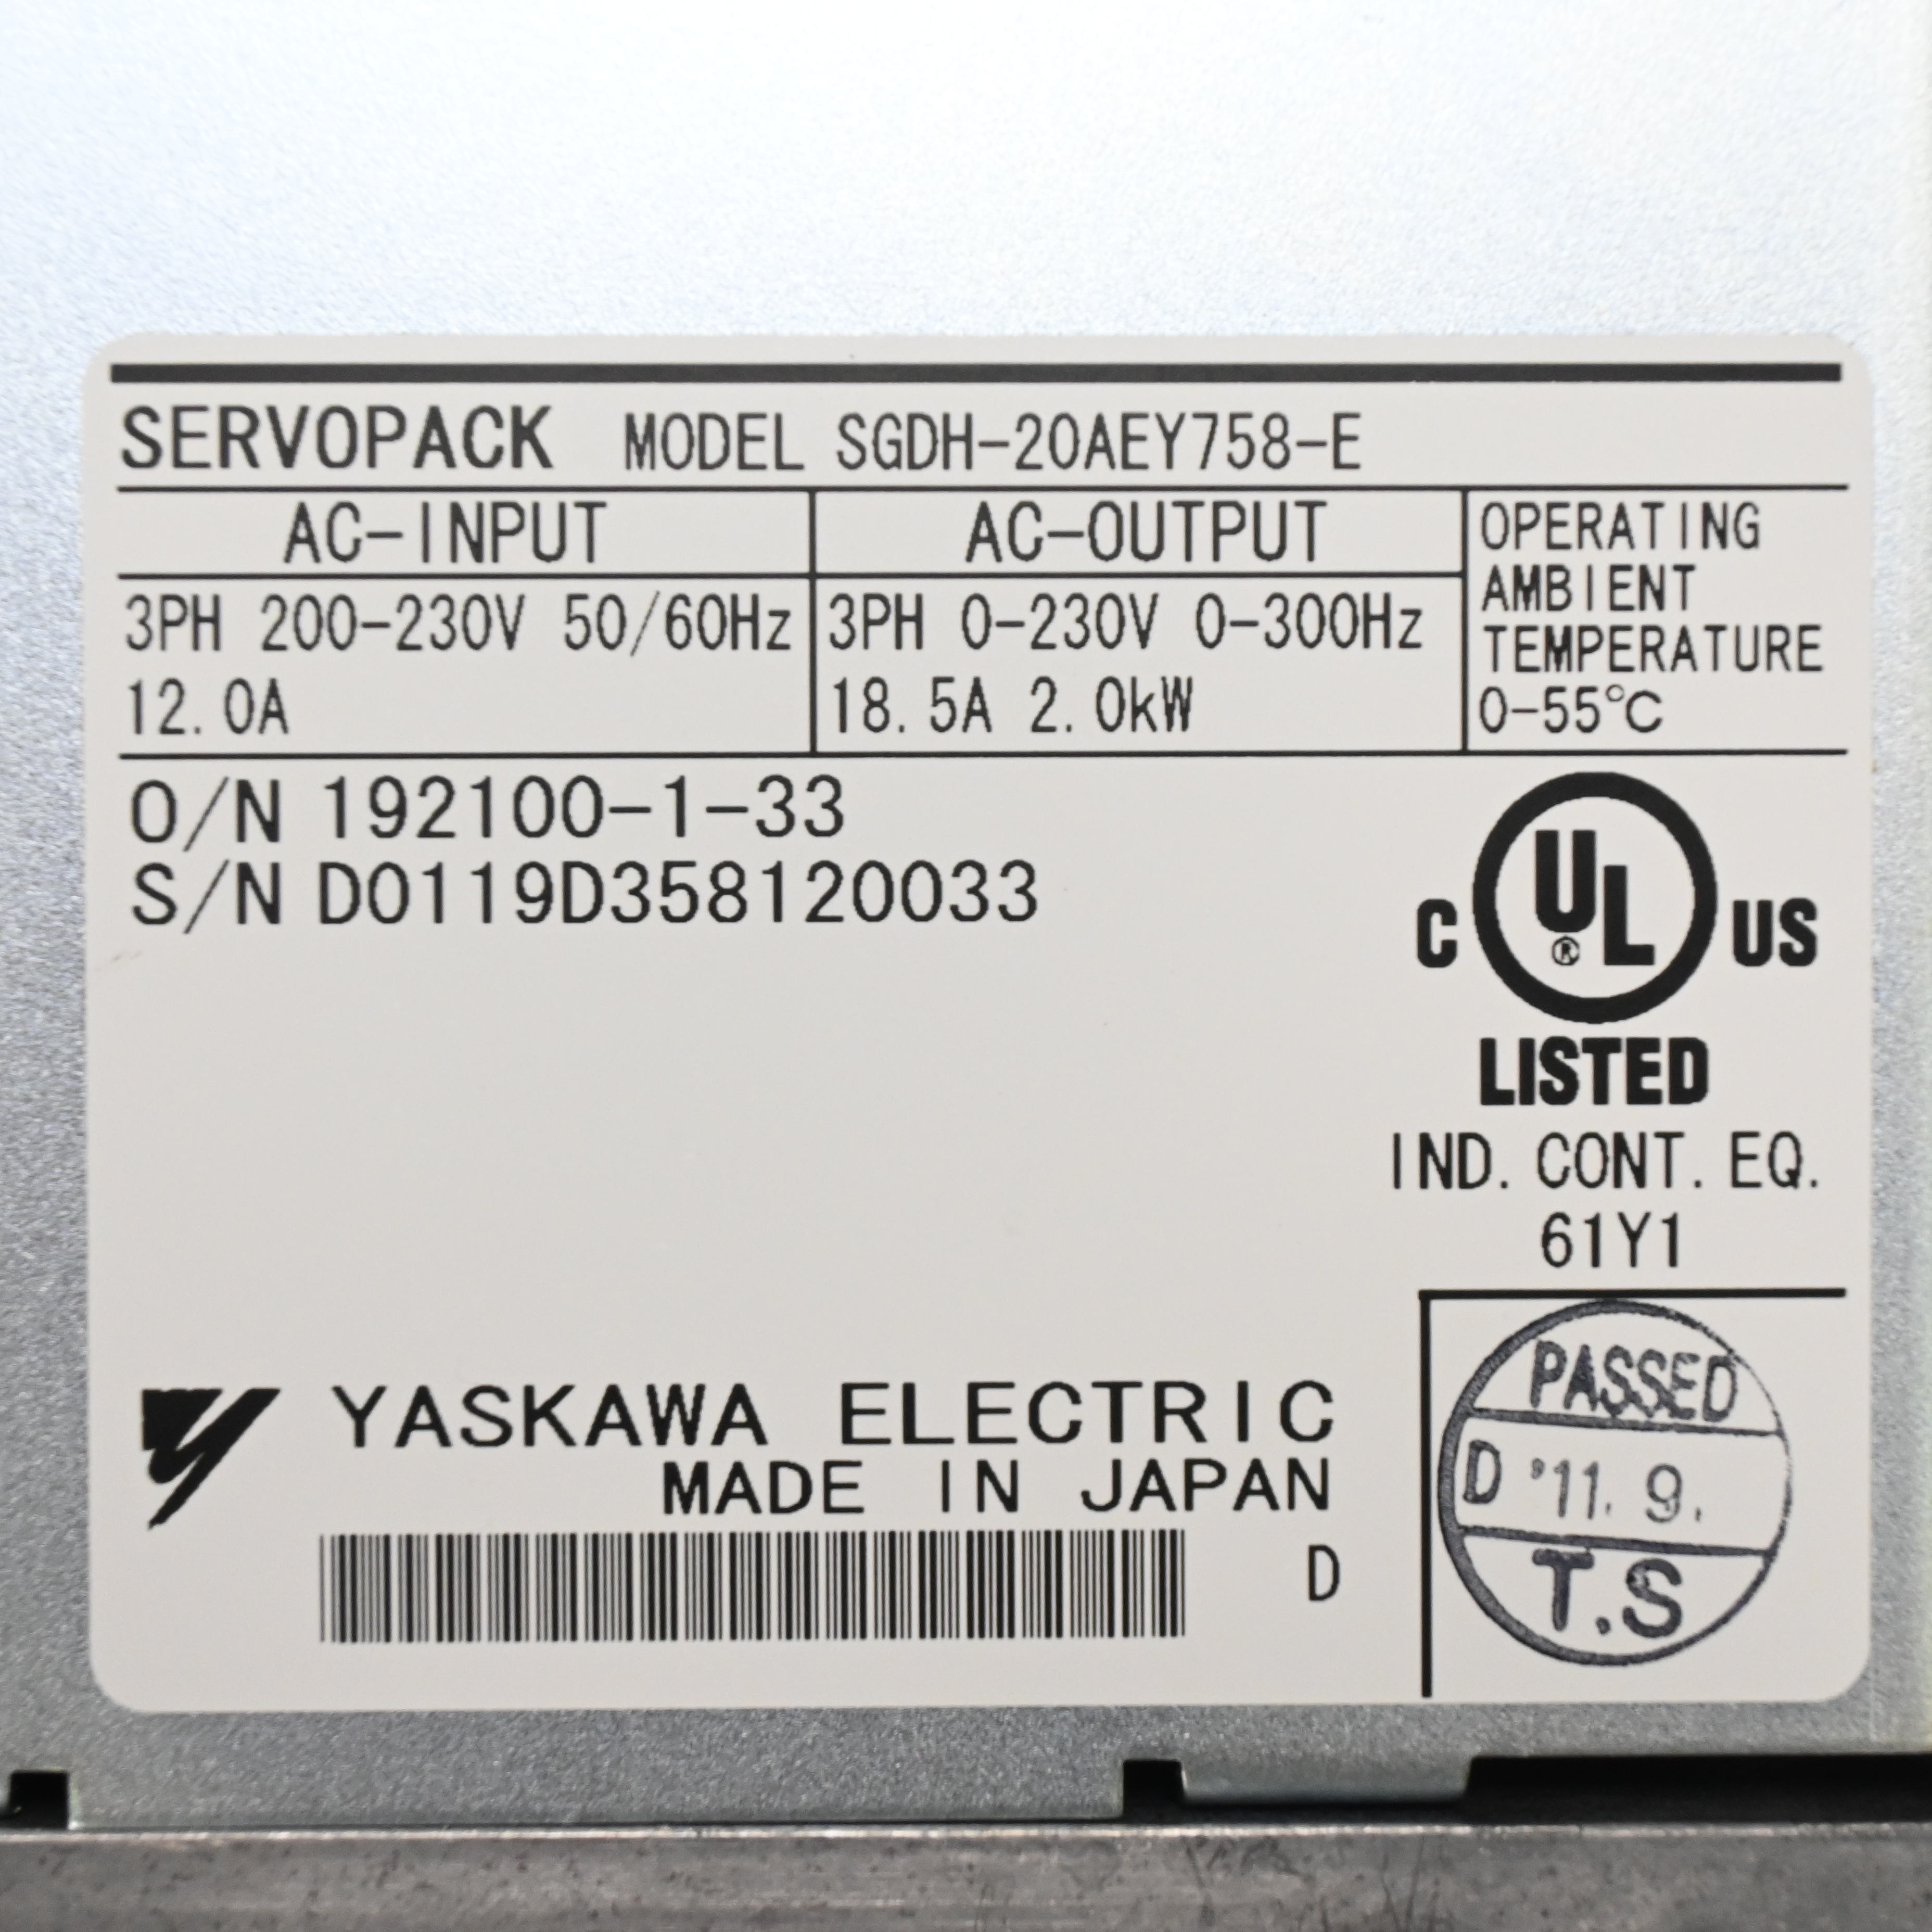 SERVOPACK MODEL SGDH-20AEY758-E
AC-INPUT
3PH 200-230V 50/60Hz
12.0A
AC-OUTPUT
3PH 0-230V 0-300Hz
18.5A 2.0kW
OPERATING
AMBIENT
TEMPERATURE
0-55°C
O/N 192100-1-33
S/N D0119D358120033
C UL® US
LISTED
IND. CONT. EQ.
61Y1
YASKAWA ELECTRIC
MADE IN JAPAN
D
PASSED
D '11. 9.
T.S